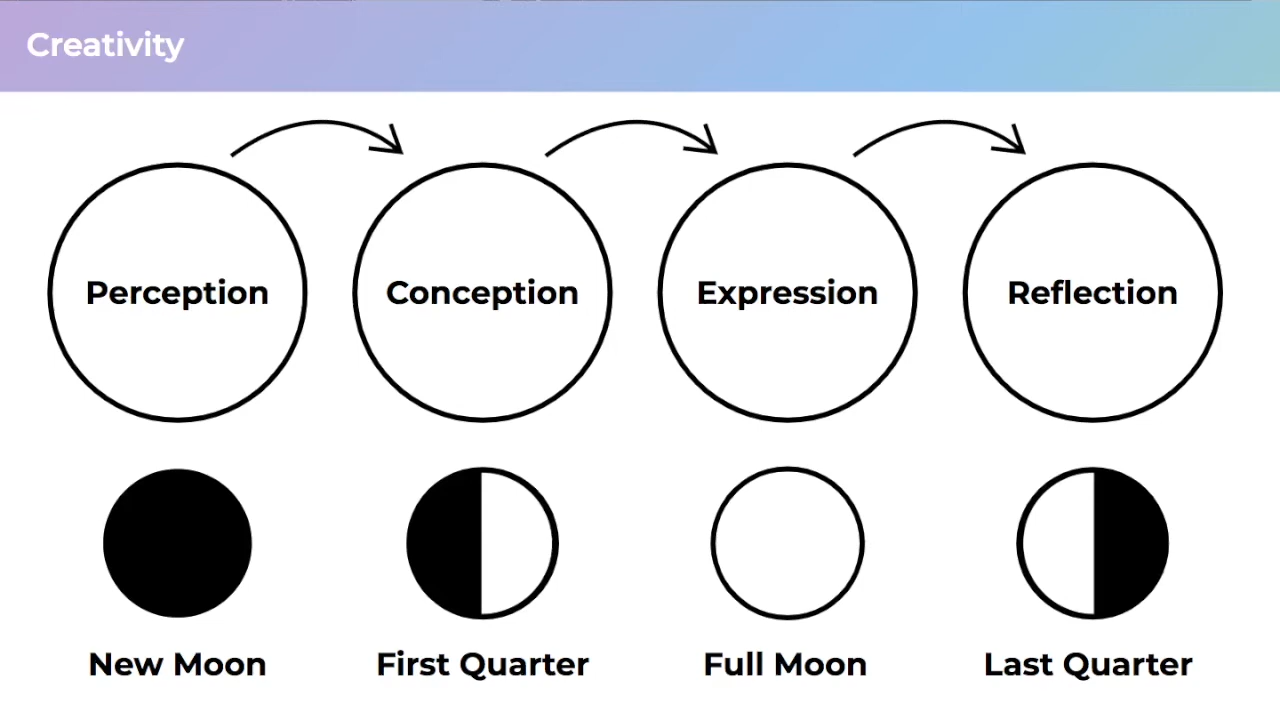 Creativity
Perception
Conception
Expression
Reflection
New Moon
First Quarter
Full Moon
Last Quarter